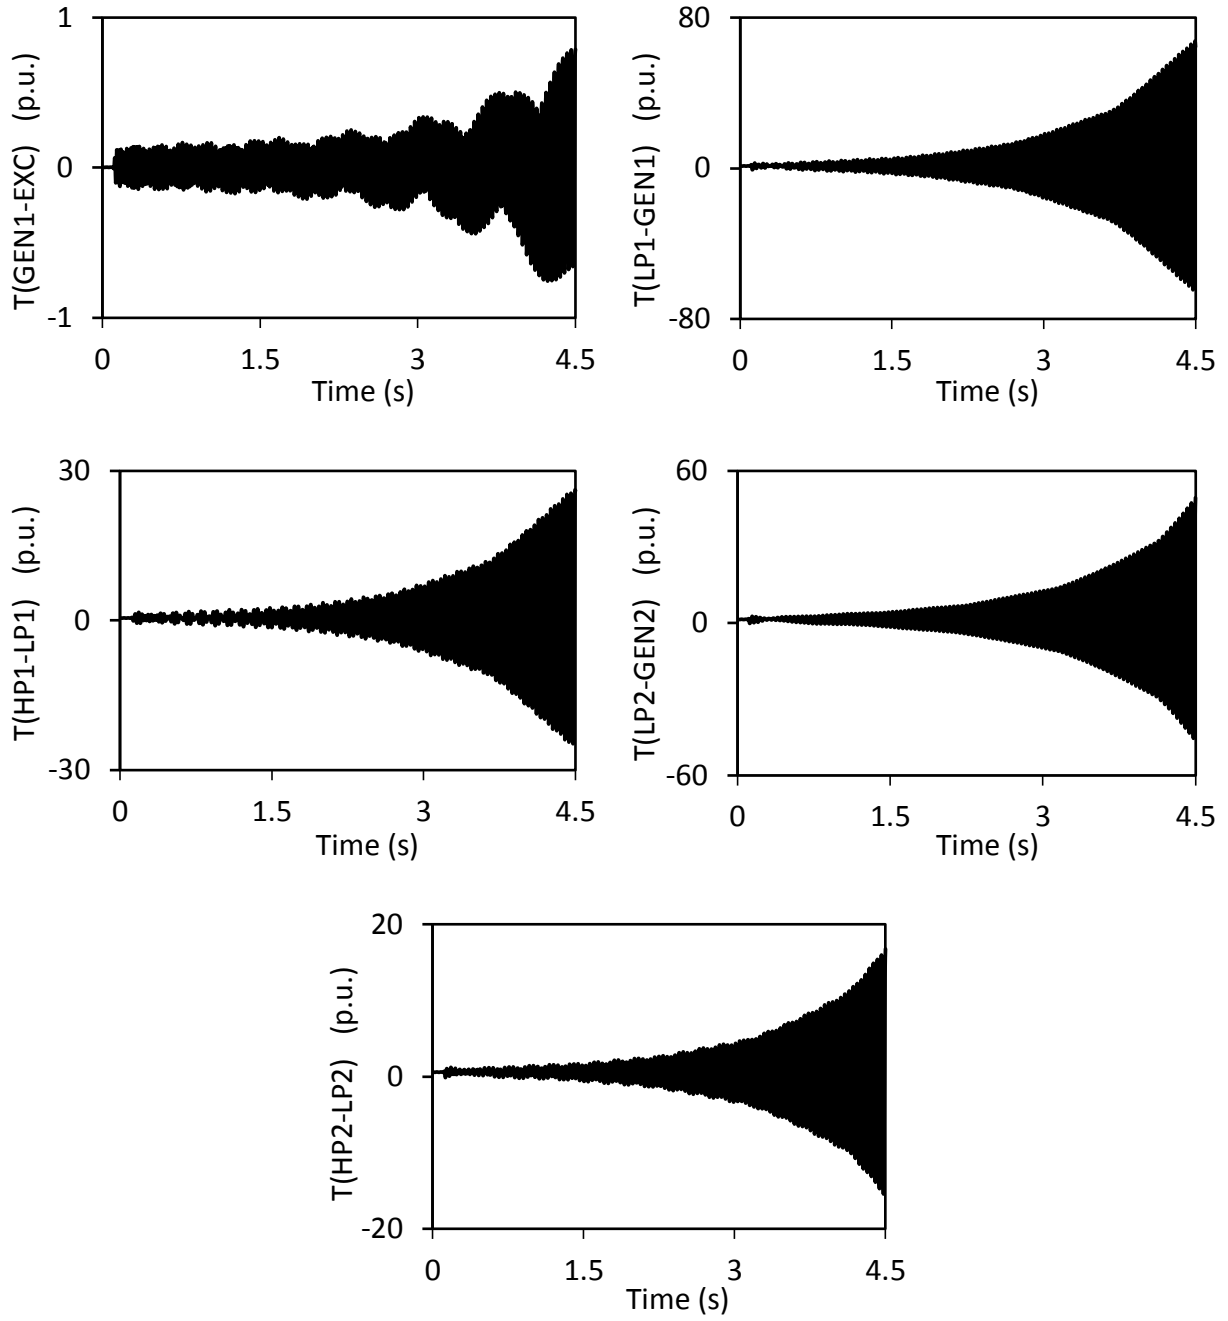 T(GEN1-EXC) (p.u.)
1
0
-1
0 1.5 3 4.5
Time (s)
T(LP1-GEN1) (p.u.)
80
0
-80
0 1.5 3 4.5
Time (s)
T(HP1-LP1) (p.u.)
30
0
-30
0 1.5 3 4.5
Time (s)
T(LP2-GEN2) (p.u.)
60
0
-60
0 1.5 3 4.5
Time (s)
T(HP2-LP2) (p.u.)
20
0
-20
0 1.5 3 4.5
Time (s)